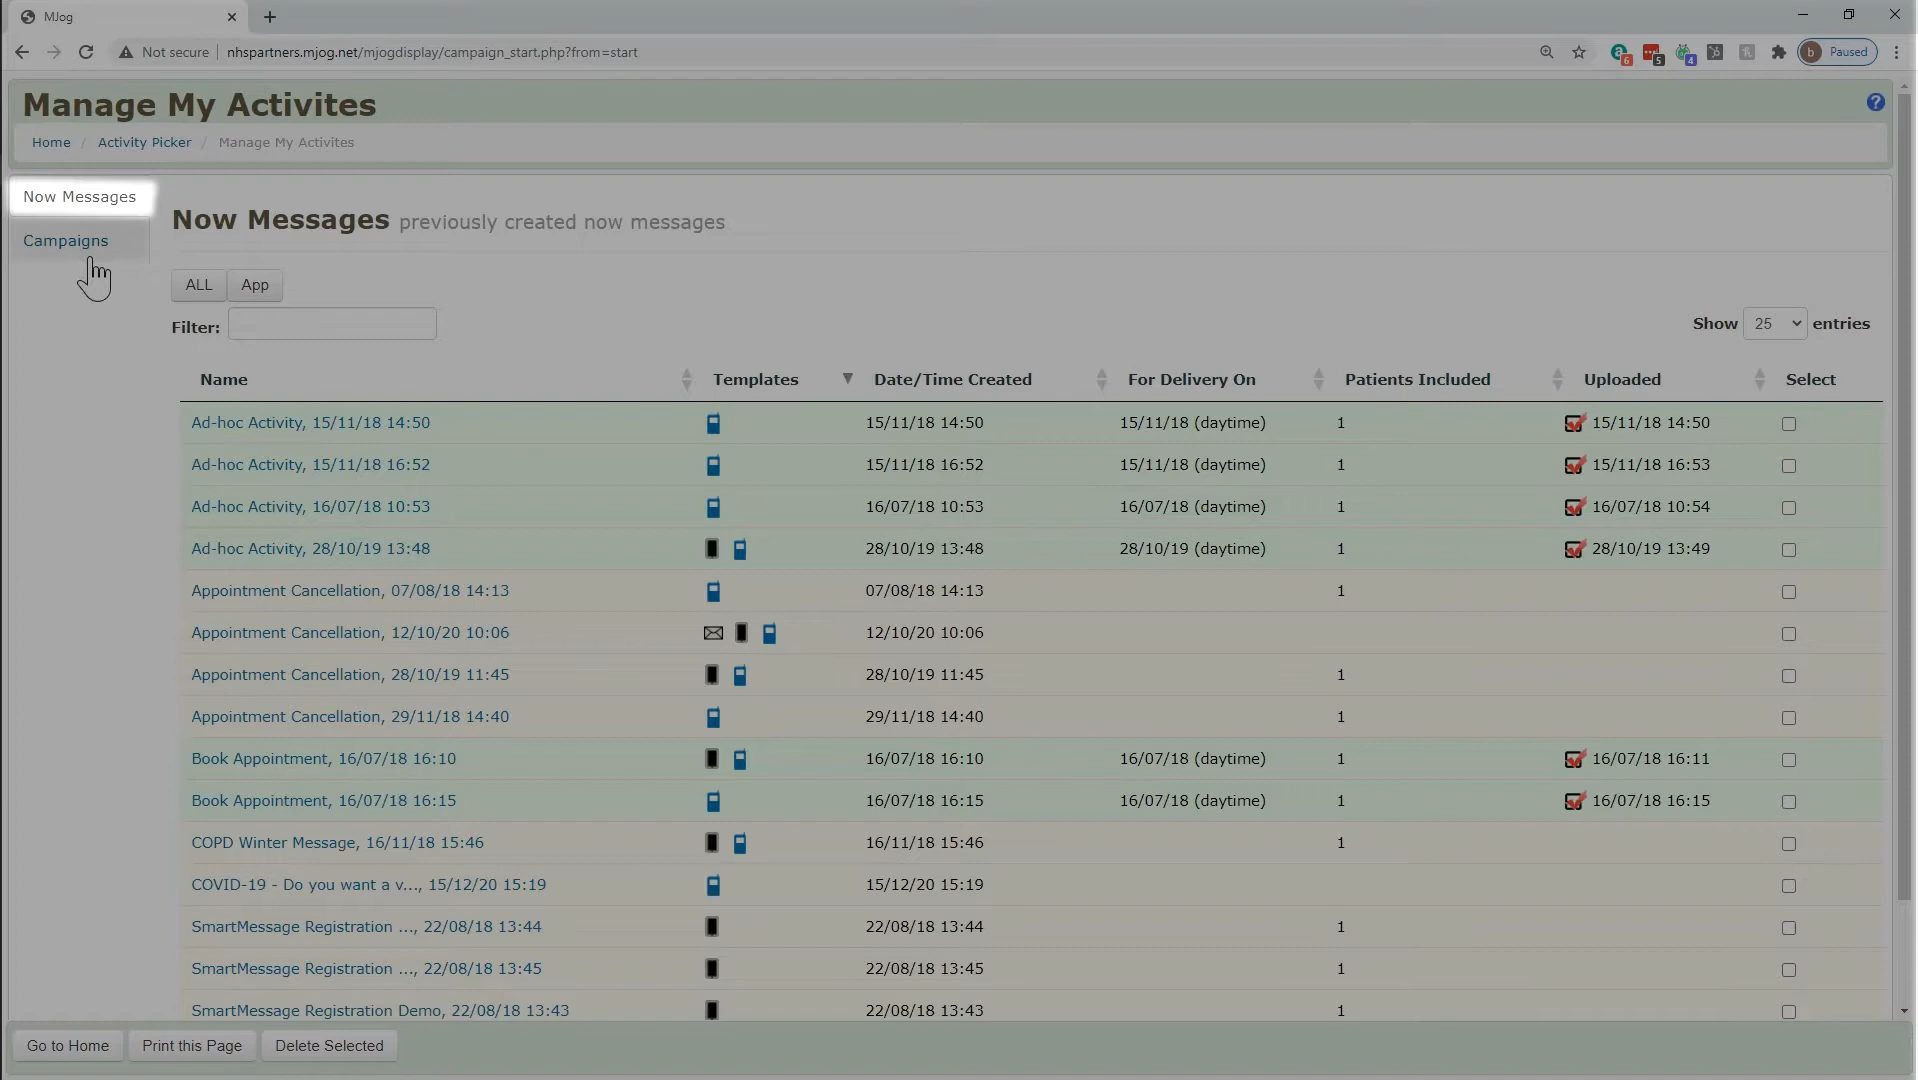 MJog
Not secure nhspartners.mjog.net/mjogdisplay/campaign_start.php?from=start
6 5 4 b Paused
Manage My Activites
Home / Activity Picker / Manage My Activites
Now Messages
Campaigns
Now Messages previously created now messages
ALL App
Filter: Show 25 entries
Name Templates Date/Time Created For Delivery On Patients Included Uploaded Select
Ad-hoc Activity, 15/11/18 14:50 15/11/18 14:50 15/11/18 (daytime) 1 15/11/18 14:50
Ad-hoc Activity, 15/11/18 16:52 15/11/18 16:52 15/11/18 (daytime) 1 15/11/18 16:53
Ad-hoc Activity, 16/07/18 10:53 16/07/18 10:53 16/07/18 (daytime) 1 16/07/18 10:54
Ad-hoc Activity, 28/10/19 13:48 28/10/19 13:48 28/10/19 (daytime) 1 28/10/19 13:49
Appointment Cancellation, 07/08/18 14:13 07/08/18 14:13 1
Appointment Cancellation, 12/10/20 10:06 12/10/20 10:06
Appointment Cancellation, 28/10/19 11:45 28/10/19 11:45 1
Appointment Cancellation, 29/11/18 14:40 29/11/18 14:40 1
Book Appointment, 16/07/18 16:10 16/07/18 16:10 16/07/18 (daytime) 1 16/07/18 16:11
Book Appointment, 16/07/18 16:15 16/07/18 16:15 16/07/18 (daytime) 1 16/07/18 16:15
COPD Winter Message, 16/11/18 15:46 16/11/18 15:46 1
COVID-19 - Do you want a v..., 15/12/20 15:19 15/12/20 15:19
SmartMessage Registration ..., 22/08/18 13:44 22/08/18 13:44 1
SmartMessage Registration ..., 22/08/18 13:45 22/08/18 13:45 1
SmartMessage Registration Demo, 22/08/18 13:43 22/08/18 13:43 1
Go to Home Print this Page Delete Selected